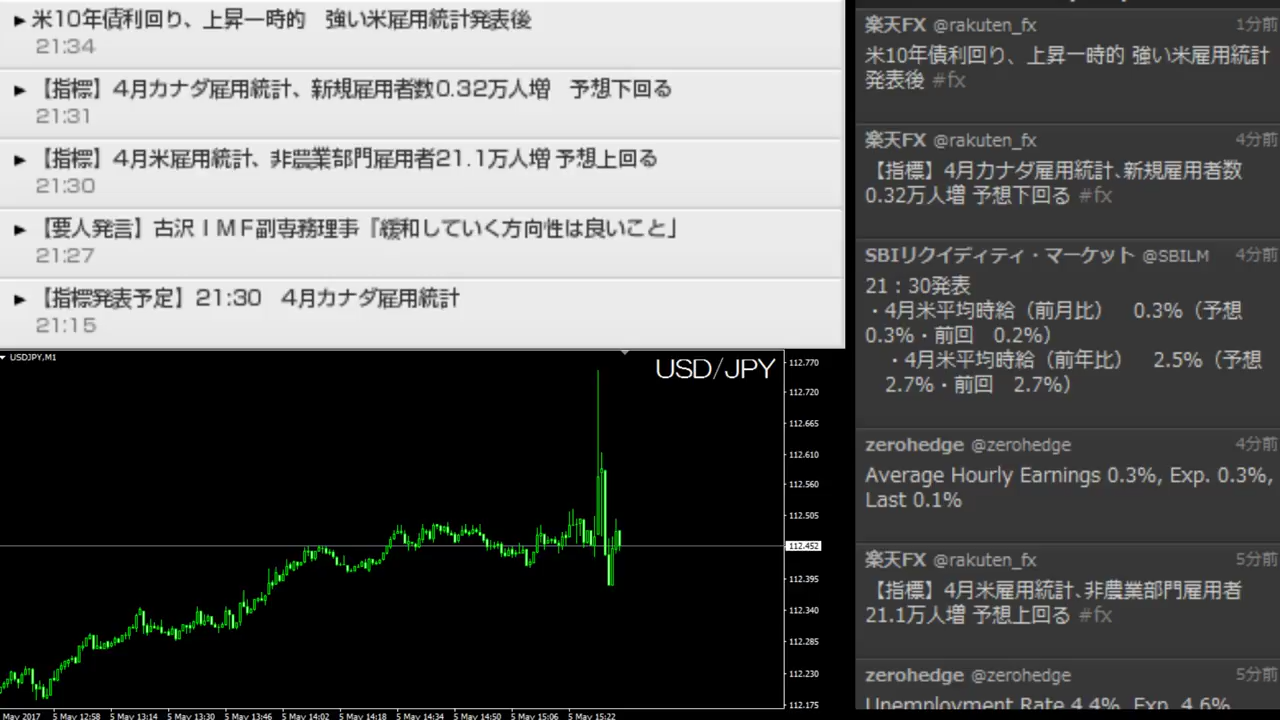 ▶ 米10年債利回り、上昇一時的　強い米雇用統計発表後
21:34
▶ 【指標】4月カナダ雇用統計、新規雇用者数0.32万人増　予想下回る
21:31
▶ 【指標】4月米雇用統計、非農業部門雇用者21.1万人増 予想上回る
21:30
▶ 【要人発言】古沢ＩＭＦ副専務理事『緩和していく方向性は良いこと』
21:27
▶ 【指標発表予定】21:30　4月カナダ雇用統計
21:15
USDJPY,M1
USD/JPY
112.770
112.720
112.665
112.610
112.560
112.505
112.452
112.395
112.340
112.285
112.230
112.175
May 2017 5 May 12:58 5 May 13:14 5 May 13:30 5 May 13:46 5 May 14:02 5 May 14:18 5 May 14:34 5 May 14:50 5 May 15:06 5 May 15:22
楽天FX @rakuten_fx 1分前
米10年債利回り、上昇一時的 強い米雇用統計
発表後 #fx
楽天FX @rakuten_fx 4分前
【指標】4月カナダ雇用統計、新規雇用者数
0.32万人増 予想下回る #fx
SBIリクイディティ・マーケット @SBILM 4分前
21：30発表
・4月米平均時給（前月比）　0.3%（予想
0.3%・前回　0.2%）
・4月米平均時給（前年比）　2.5%（予想
2.7%・前回　2.7%）
zerohedge @zerohedge 4分前
Average Hourly Earnings 0.3%, Exp. 0.3%,
Last 0.1%
楽天FX @rakuten_fx 5分前
【指標】4月米雇用統計、非農業部門雇用者
21.1万人増 予想上回る #fx
zerohedge @zerohedge 5分前
Unemployment Rate 4.4%, Exp. 4.6%,